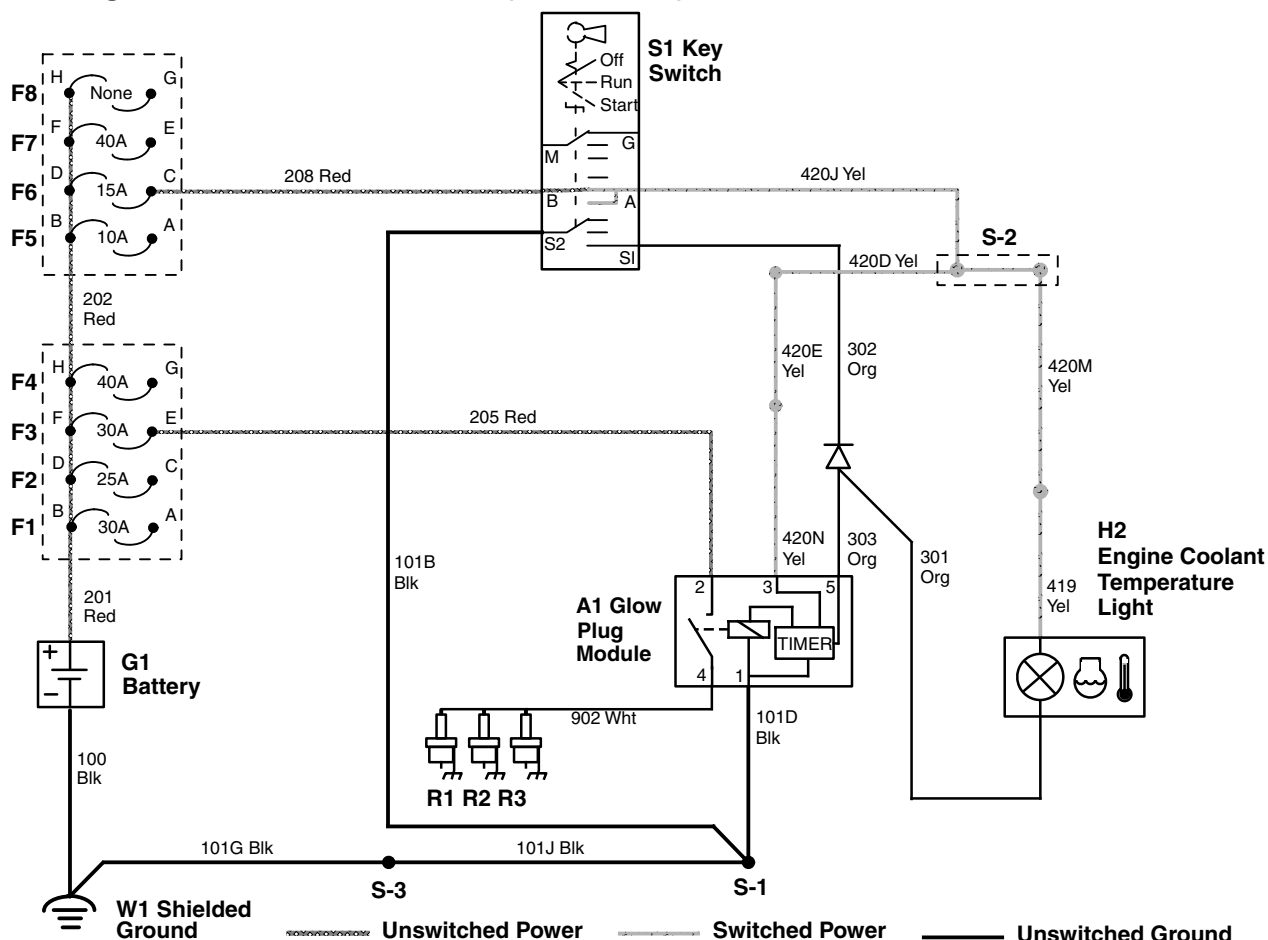 S1 Key
Switch
Off
Run
Start
M
G
B
A
S2
SI
F8
H
None
G
F7
F
40A
E
F6
D
15A
C
F5
B
10A
A
208 Red
420J Yel
S-2
420D Yel
202
Red
F4
H
40A
G
F3
F
30A
E
F2
D
25A
C
F1
B
30A
A
205 Red
420E
Yel
302
Org
420M
Yel
101B
Blk
420N
Yel
303
Org
301
Org
H2
Engine Coolant
Temperature
Light
419
Yel
201
Red
+
−
G1
Battery
A1 Glow
Plug
Module
2
3
5
TIMER
4
1
902 Wht
101D
Blk
R1 R2 R3
100
Blk
101G Blk
101J Blk
S-3
S-1
W1 Shielded
Ground
Unswitched Power
Switched Power
Unswitched Ground